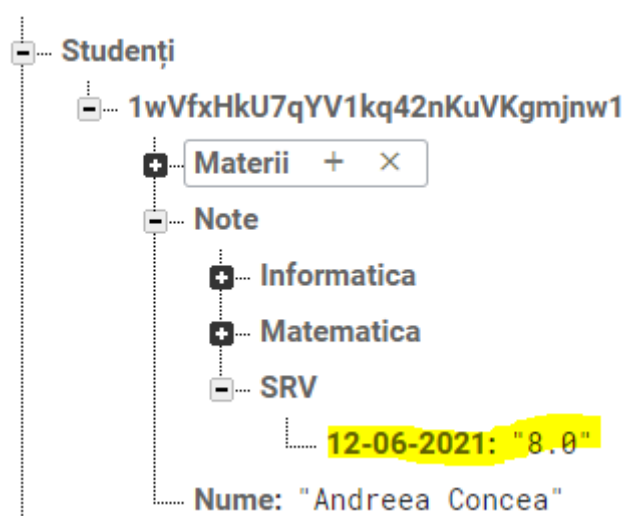 Studenți
1wVfxHkU7qYV1kq42nKuVKgmjnw1
Materii + ×
Note
Informatica
Matematica
SRV
12-06-2021: "8.0"
Nume: "Andreea Concea"